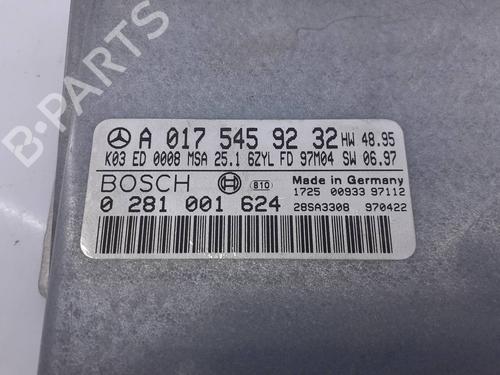 A 017 545 92 32 HW 48.95
K03 ED 0008 MSA 25.1 6ZYL FD 97M04 SW 06.97
BOSCH 810 Made in Germany
1725 00933 97112
0 281 001 624 28SA3308 970422
B-PARTS